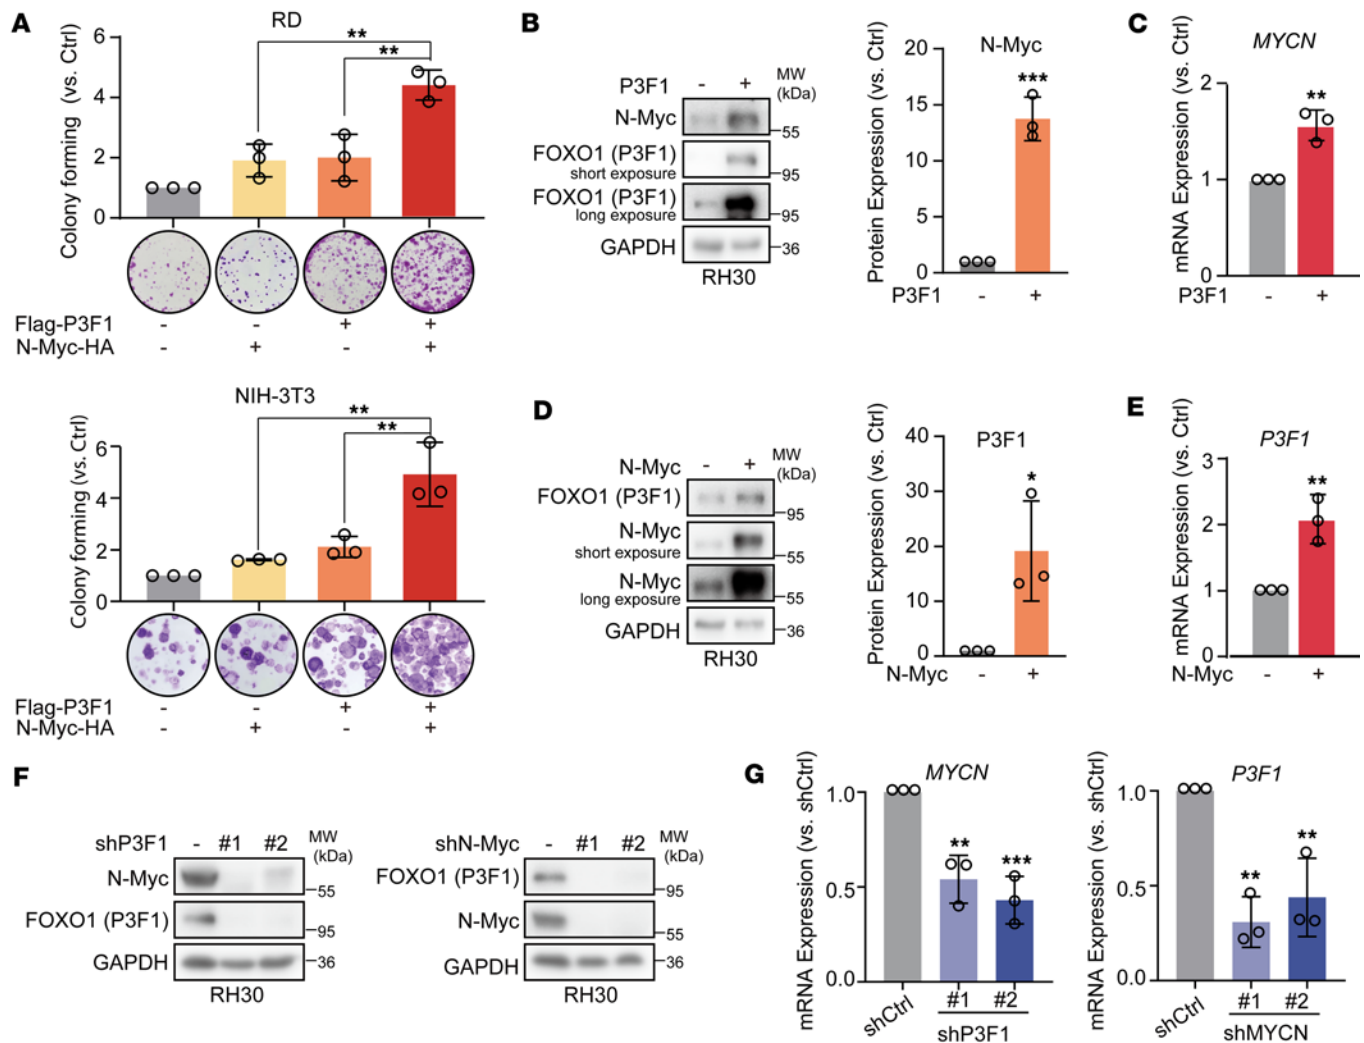 A
RD
Colony forming (vs. Ctrl)
6
4
2
0
**
**
Flag-P3F1 - - + +
N-Myc-HA - + - +
NIH-3T3
Colony forming (vs. Ctrl)
6
4
2
0
**
**
Flag-P3F1 - - + +
N-Myc-HA - + - +
B
P3F1 - + MW (kDa)
N-Myc 55
FOXO1 (P3F1) short exposure 95
FOXO1 (P3F1) long exposure 95
GAPDH 36
RH30
N-Myc
Protein Expression (vs. Ctrl)
20
15
10
5
0
***
P3F1 - +
C
MYCN
mRNA Expression (vs. Ctrl)
2
1
0
**
P3F1 - +
D
N-Myc - + MW (kDa)
FOXO1 (P3F1) 95
N-Myc short exposure 55
N-Myc long exposure 55
GAPDH 36
RH30
P3F1
Protein Expression (vs. Ctrl)
40
30
20
10
0
*
N-Myc - +
E
P3F1
mRNA Expression (vs. Ctrl)
3
2
1
0
**
N-Myc - +
F
shP3F1 - #1 #2 MW (kDa)
N-Myc 55
FOXO1 (P3F1) 95
GAPDH 36
RH30
shN-Myc - #1 #2 MW (kDa)
FOXO1 (P3F1) 95
N-Myc 55
GAPDH 36
RH30
G
MYCN
mRNA Expression (vs. shCtrl)
1.0
0.5
0.0
**
***
shCtrl #1 #2
shP3F1
P3F1
mRNA Expression (vs. shCtrl)
1.0
0.5
0.0
**
**
shCtrl #1 #2
shMYCN